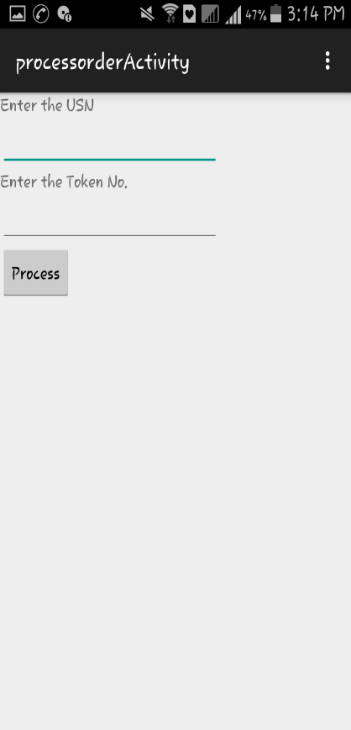 47% 3:14 PM
processorderActivity
Enter the USN
Enter the Token No.
Process